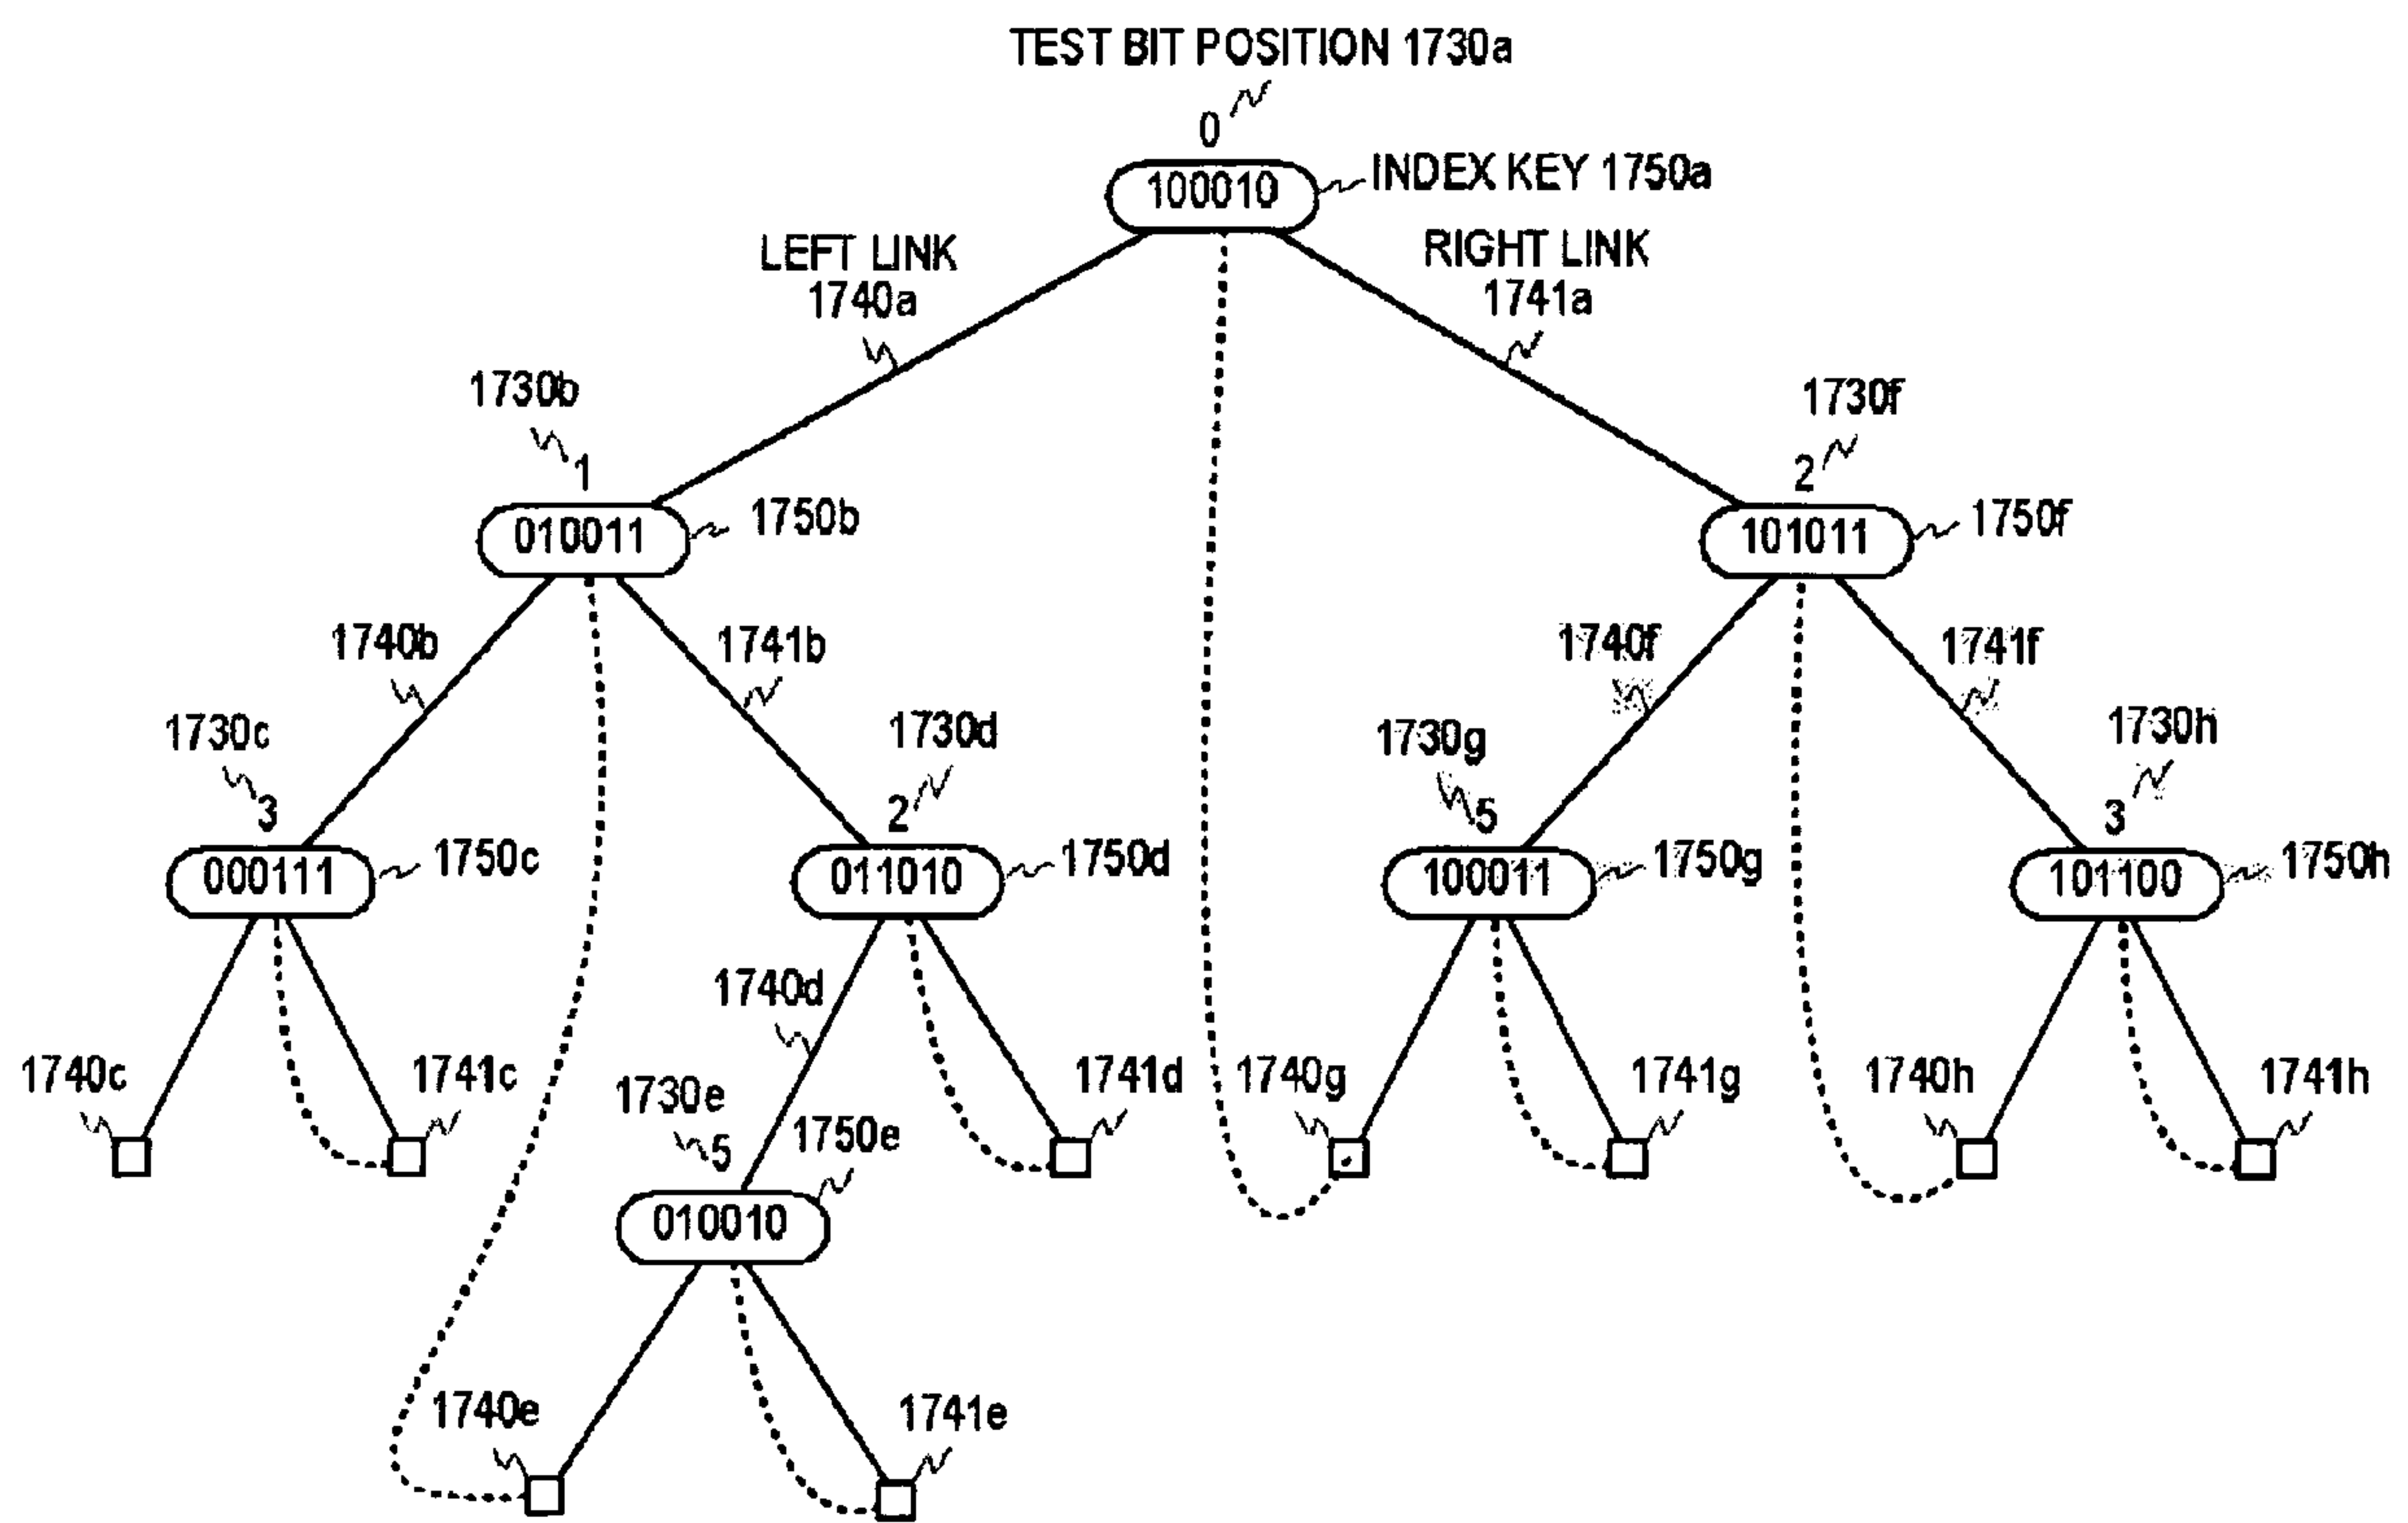 TEST BIT POSITION 1730a
0
100010
INDEX KEY 1750a
LEFT LINK
1740a
RIGHT LINK
1741a
1730b
1
010011
1750b
1730f
2
101011
1750f
1740b
1741b
1740f
1741f
1730c
3
000111
1750c
1730d
2
011010
1750d
1730g
5
100011
1750g
1730h
3
101100
1750h
1740c
1741c
1740d
1741d
1740g
1741g
1740h
1741h
1730e
5
1750e
010010
1740e
1741e